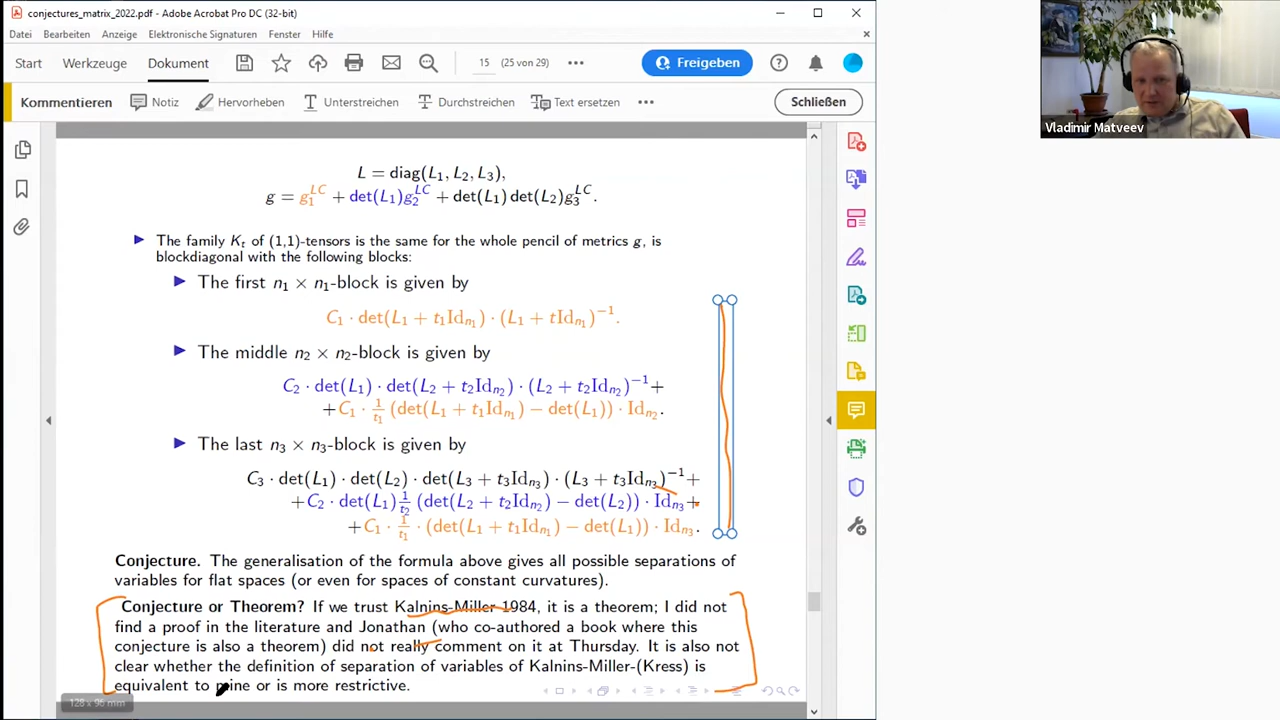 conjectures_matrix_2022.pdf - Adobe Acrobat Pro DC (32-bit)
Datei Bearbeiten Anzeige Elektronische Signaturen Fenster Hilfe
Start Werkzeuge Dokument 15 (25 von 29) Freigeben
Kommentieren Notiz Hervorheben Unterstreichen Durchstreichen Text ersetzen Schließen
Vladimir Matveev
L = diag(L₁, L₂, L₃),
g = g₁^LC + det(L₁)g₂^LC + det(L₁) det(L₂)g₃^LC.
► The family Kₜ of (1,1)-tensors is the same for the whole pencil of metrics g, is
blockdiagonal with the following blocks:
► The first n₁ × n₁-block is given by
C₁ · det(L₁ + t₁Id_n₁) · (L₁ + tId_n₁)⁻¹.
► The middle n₂ × n₂-block is given by
C₂ · det(L₁) · det(L₂ + t₂Id_n₂) · (L₂ + t₂Id_n₂)⁻¹+
+C₁ · 1/t₁ (det(L₁ + t₁Id_n₁) − det(L₁)) · Id_n₂.
► The last n₃ × n₃-block is given by
C₃ · det(L₁) · det(L₂) · det(L₃ + t₃Id_n₃) · (L₃ + t₃Id_n₃)⁻¹+
+C₂ · det(L₁) 1/t₂ (det(L₂ + t₂Id_n₂) − det(L₂)) · Id_n₃+
+C₁ · 1/t₁ · (det(L₁ + t₁Id_n₁) − det(L₁)) · Id_n₃.
Conjecture. The generalisation of the formula above gives all possible separations of
variables for flat spaces (or even for spaces of constant curvatures).
Conjecture or Theorem? If we trust Kalnins-Miller 1984, it is a theorem; I did not
find a proof in the literature and Jonathan (who co-authored a book where this
conjecture is also a theorem) did not really comment on it at Thursday. It is also not
clear whether the definition of separation of variables of Kalnins-Miller-(Kress) is
equivalent to mine or is more restrictive.
128 x 96 mm